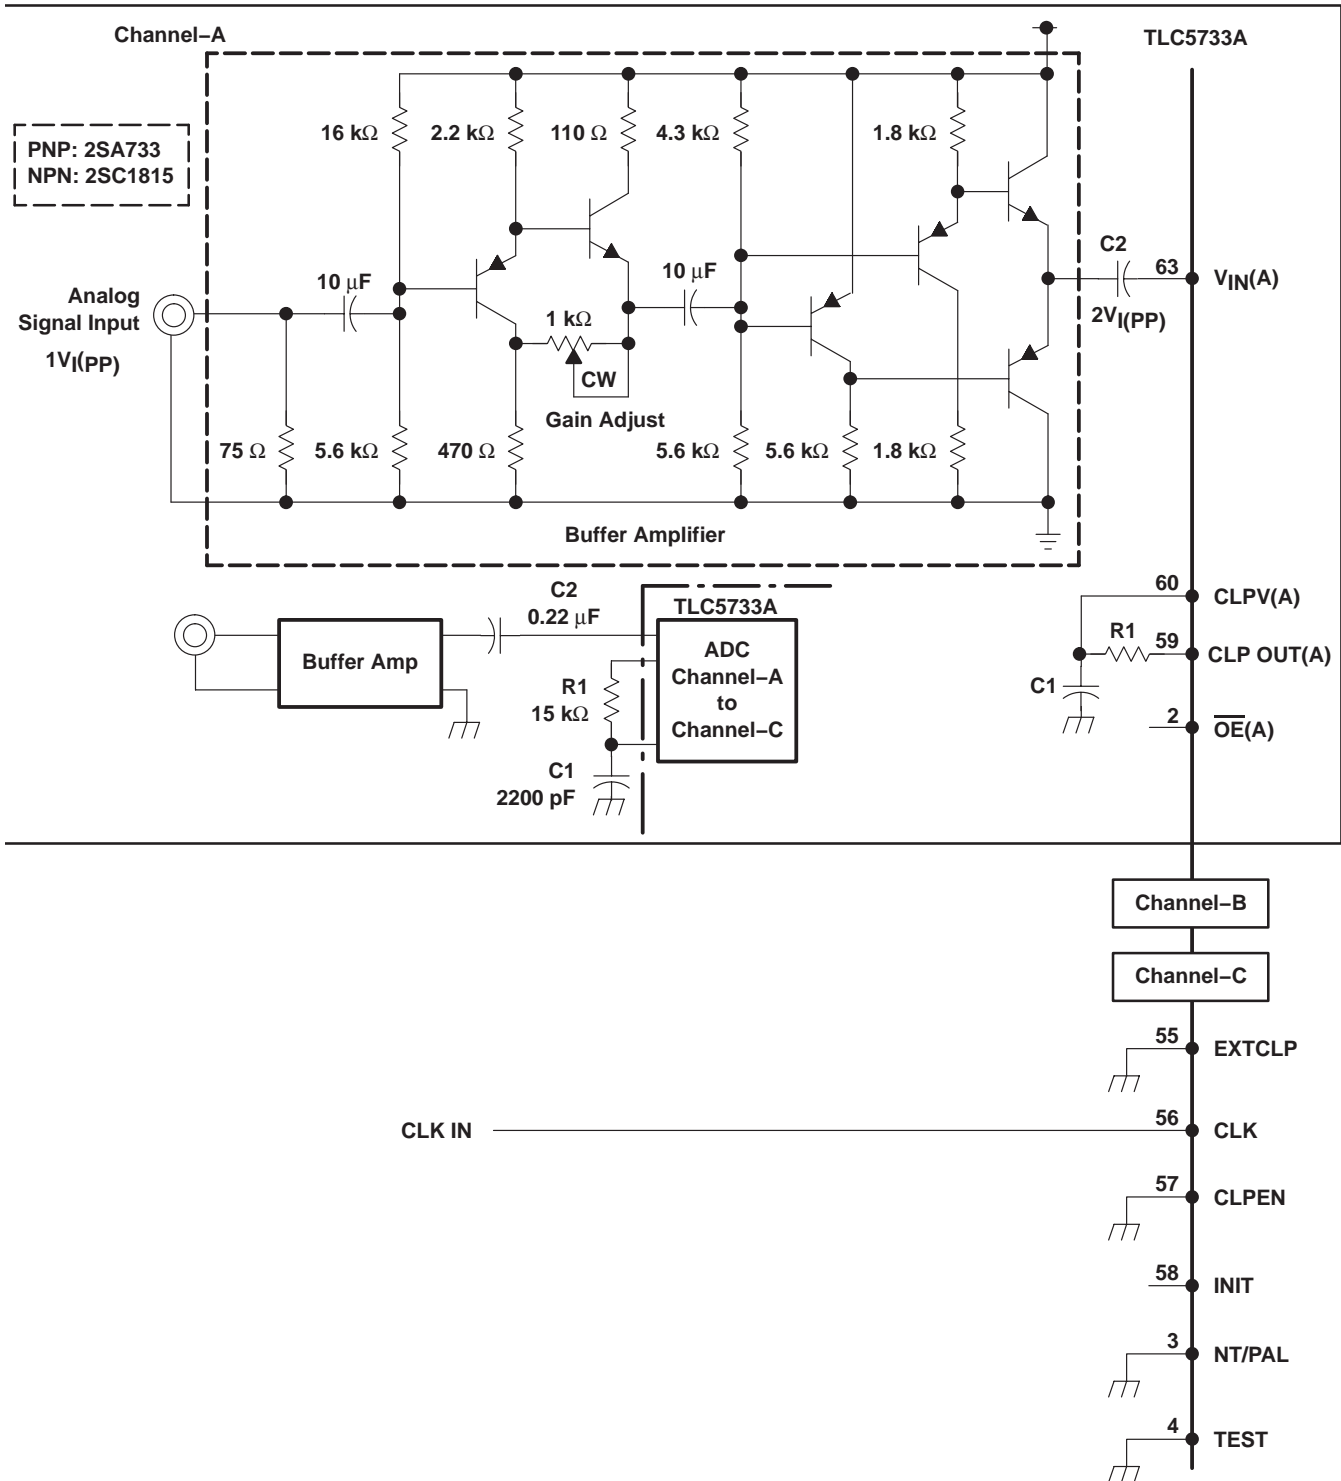 Channel–A
TLC5733A
16 kΩ
2.2 kΩ
110 Ω
4.3 kΩ
1.8 kΩ
PNP: 2SA733
NPN: 2SC1815
C2
63
VIN(A)
2VI(PP)
10 μF
10 μF
Analog
Signal Input
1VI(PP)
1 kΩ
CW
Gain Adjust
75 Ω
5.6 kΩ
470 Ω
5.6 kΩ
5.6 kΩ
1.8 kΩ
Buffer Amplifier
C2
0.22 μF
TLC5733A
60
CLPV(A)
R1
59
CLP OUT(A)
C1
2
OE(A)
Buffer Amp
ADC
Channel–A
to
Channel–C
R1
15 kΩ
C1
2200 pF
Channel–B
Channel–C
55
EXTCLP
CLK IN
56
CLK
57
CLPEN
58
INIT
3
NT/PAL
4
TEST